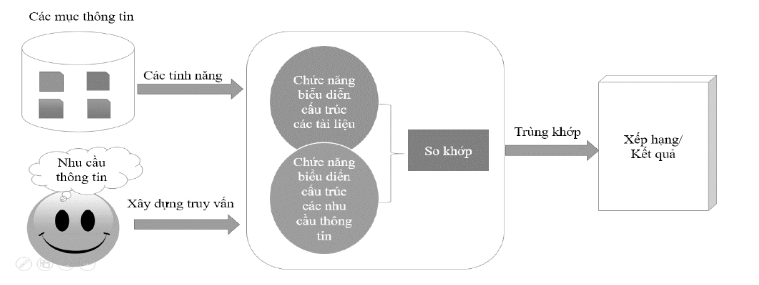 Các mục thông tin
Các tính năng
Nhu cầu
thông tin
Xây dựng truy vấn
Chức năng
biểu diễn
cấu trúc
các tài liệu
Chức năng
biểu diễn
cấu trúc
các nhu
cầu thông
tin
So khớp
Trùng khớp
Xếp hạng/
Kết quả